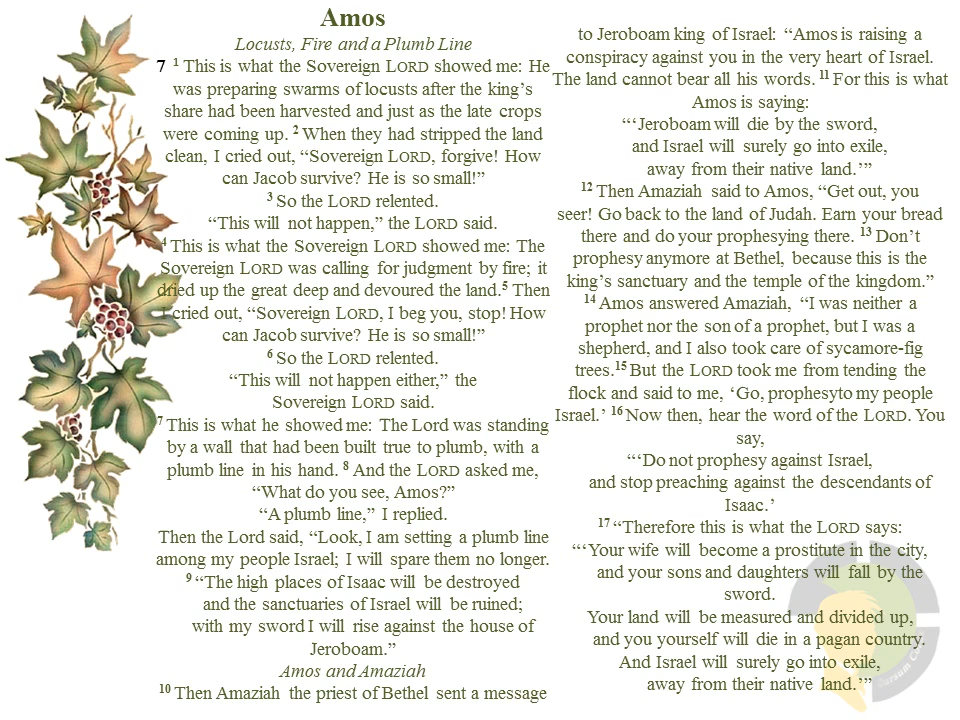 Amos
Locusts, Fire and a Plumb Line
7 1 This is what the Sovereign LORD showed me: He
was preparing swarms of locusts after the king’s
share had been harvested and just as the late crops
were coming up. 2 When they had stripped the land
clean, I cried out, “Sovereign LORD, forgive! How
can Jacob survive? He is so small!”
3 So the LORD relented.
“This will not happen,” the LORD said.
4 This is what the Sovereign LORD showed me: The
Sovereign LORD was calling for judgment by fire; it
dried up the great deep and devoured the land.5 Then
I cried out, “Sovereign LORD, I beg you, stop! How
can Jacob survive? He is so small!”
6 So the LORD relented.
“This will not happen either,” the
Sovereign LORD said.
7 This is what he showed me: The Lord was standing
by a wall that had been built true to plumb, with a
plumb line in his hand. 8 And the LORD asked me,
“What do you see, Amos?”
“A plumb line,” I replied.
Then the Lord said, “Look, I am setting a plumb line
among my people Israel; I will spare them no longer.
9 “The high places of Isaac will be destroyed
and the sanctuaries of Israel will be ruined;
with my sword I will rise against the house of
Jeroboam.”
Amos and Amaziah
10 Then Amaziah the priest of Bethel sent a message
to Jeroboam king of Israel: “Amos is raising a
conspiracy against you in the very heart of Israel.
The land cannot bear all his words. 11 For this is what
Amos is saying:
“‘Jeroboam will die by the sword,
and Israel will surely go into exile,
away from their native land.’”
12 Then Amaziah said to Amos, “Get out, you
seer! Go back to the land of Judah. Earn your bread
there and do your prophesying there. 13 Don’t
prophesy anymore at Bethel, because this is the
king’s sanctuary and the temple of the kingdom.”
14 Amos answered Amaziah, “I was neither a
prophet nor the son of a prophet, but I was a
shepherd, and I also took care of sycamore-fig
trees.15 But the LORD took me from tending the
flock and said to me, ‘Go, prophesyto my people
Israel.’ 16 Now then, hear the word of the LORD. You
say,
“‘Do not prophesy against Israel,
and stop preaching against the descendants of
Isaac.’
17 “Therefore this is what the LORD says:
“‘Your wife will become a prostitute in the city,
and your sons and daughters will fall by the
sword.
Your land will be measured and divided up,
and you yourself will die in a pagan country.
And Israel will surely go into exile,
away from their native land.’”